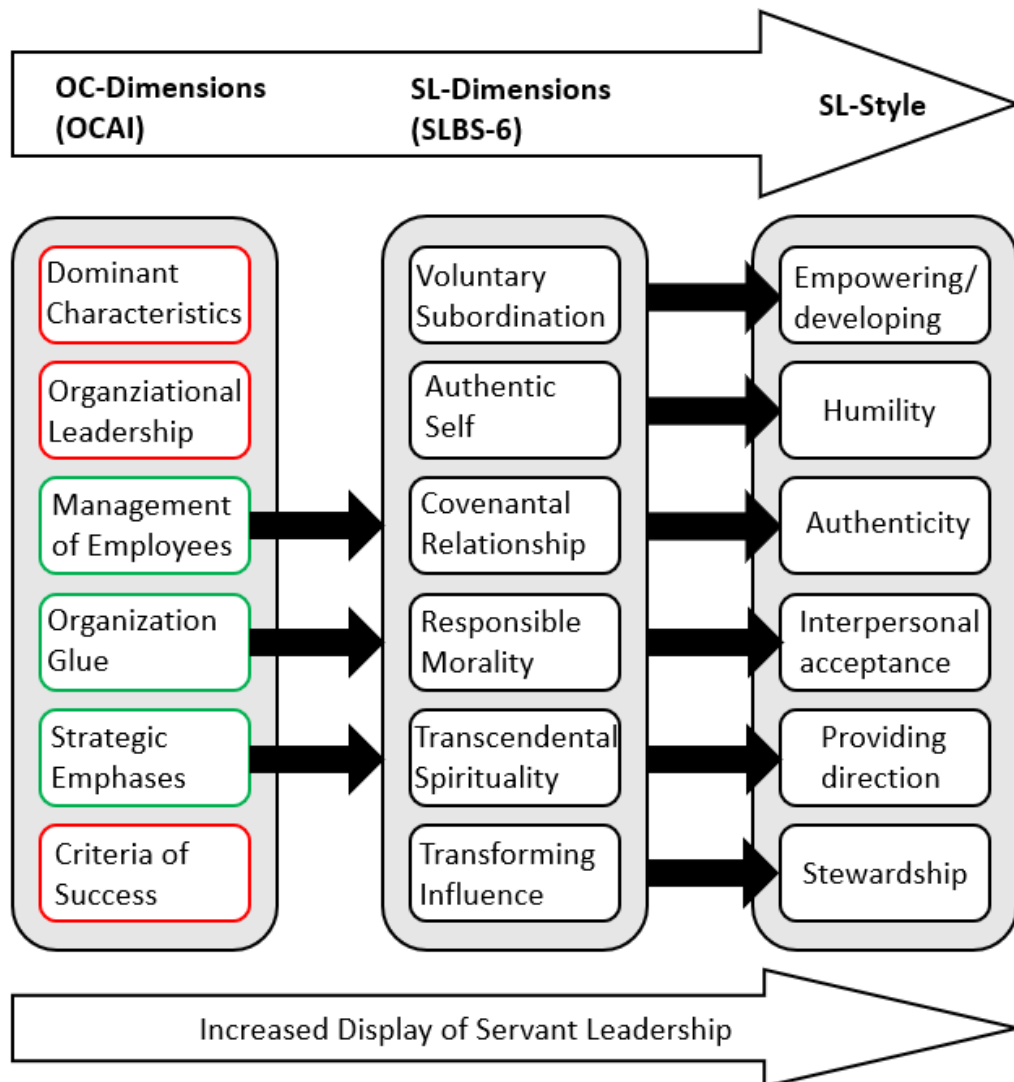 OC-Dimensions
(OCAI)
SL-Dimensions
(SLBS-6)
SL-Style
Dominant
Characteristics
Organziational
Leadership
Management
of Employees
Organization
Glue
Strategic
Emphases
Criteria of
Success
Voluntary
Subordination
Authentic
Self
Covenantal
Relationship
Responsible
Morality
Transcendental
Spirituality
Transforming
Influence
Empowering/
developing
Humility
Authenticity
Interpersonal
acceptance
Providing
direction
Stewardship
Increased Display of Servant Leadership